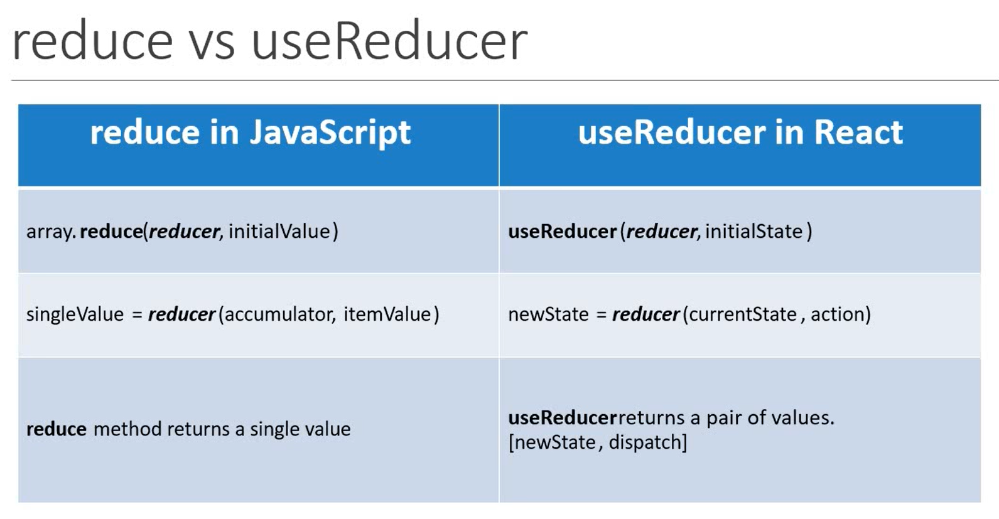 reduce vs useReducer
reduce in JavaScript
useReducer in React
array.reduce(reducer, initialValue)
useReducer(reducer, initialState)
singleValue = reducer(accumulator, itemValue)
newState = reducer(currentState, action)
reduce method returns a single value
useReducer returns a pair of values.
[newState, dispatch]